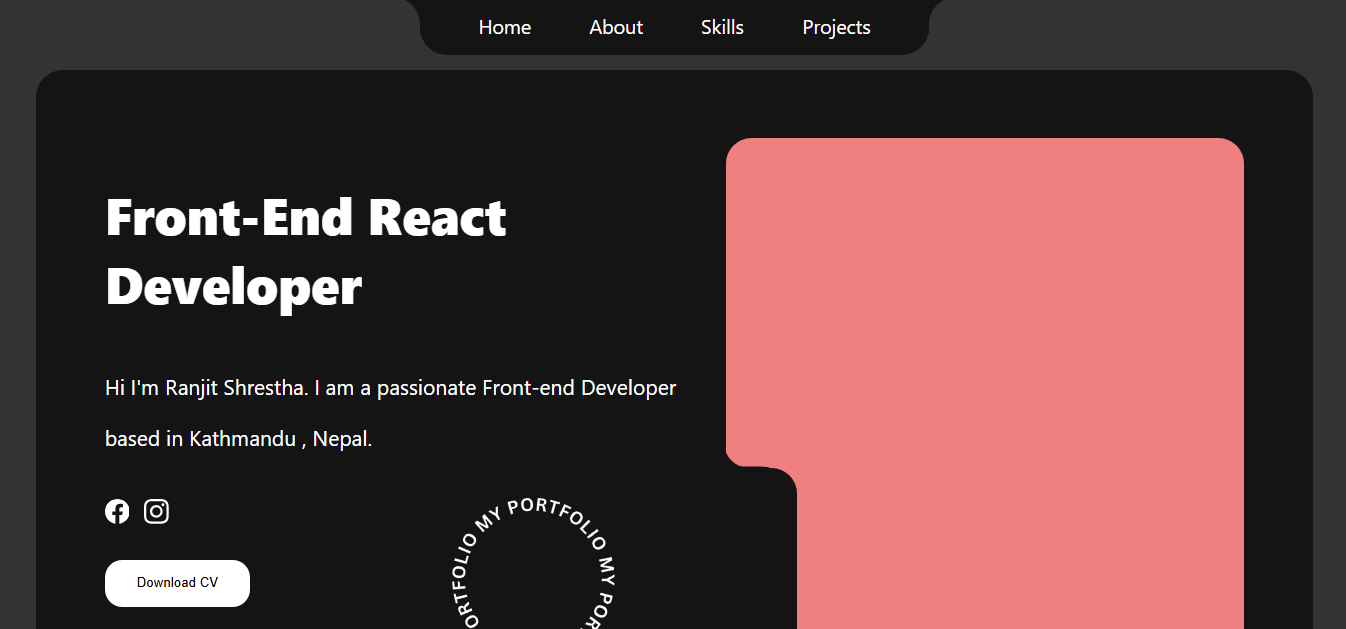 Home About Skills Projects
Front-End React
Developer
Hi I'm Ranjit Shrestha. I am a passionate Front-end Developer
based in Kathmandu , Nepal.
MY PORTFOLIO MY POR
ORTFOLIO
Download CV